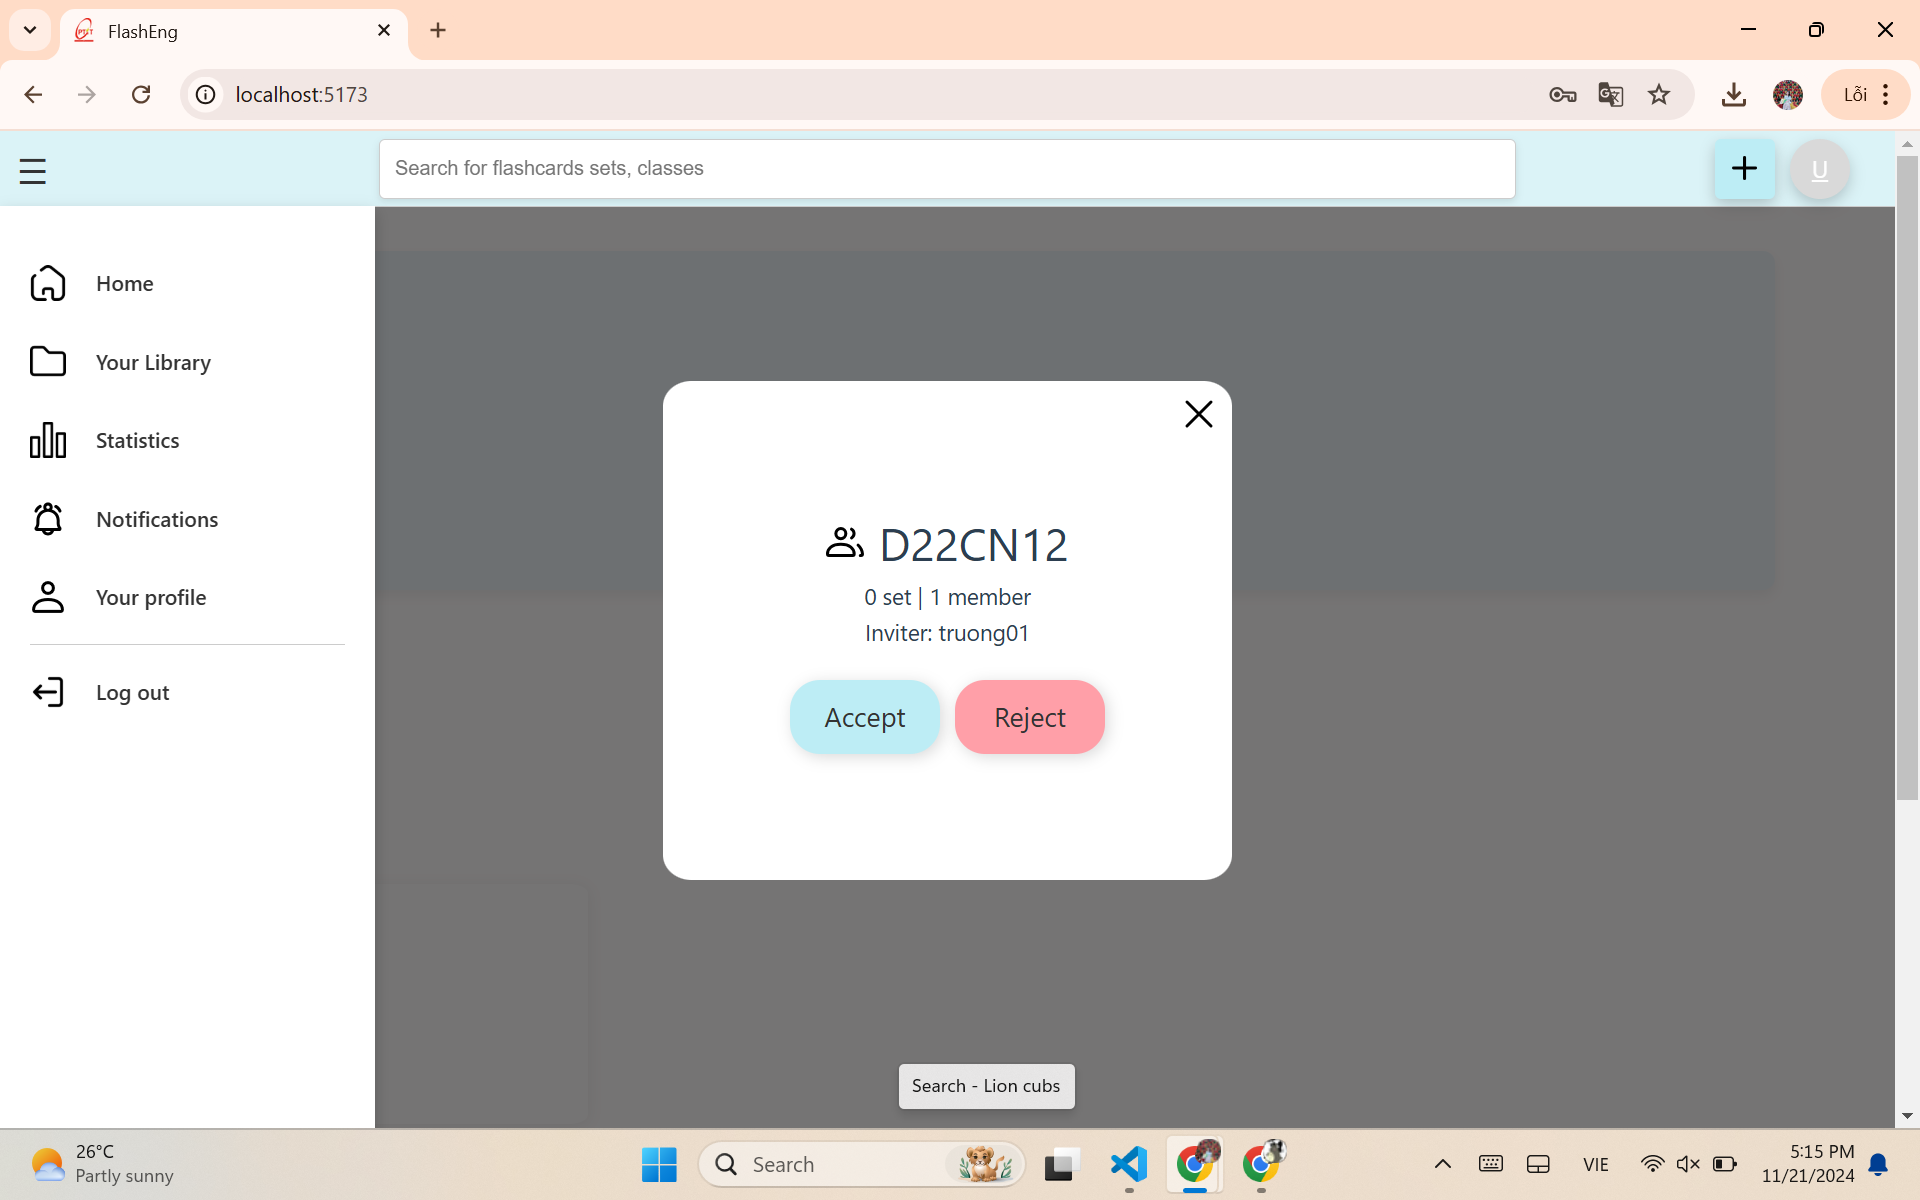 FlashEng
localhost:5173
Lỗi
Search for flashcards sets, classes
U
Home
Your Library
Statistics
Notifications
Your profile
Log out
D22CN12
0 set | 1 member
Inviter: truong01
Accept
Reject
Search - Lion cubs
26°C
Partly sunny
Search
VIE
5:15 PM
11/21/2024